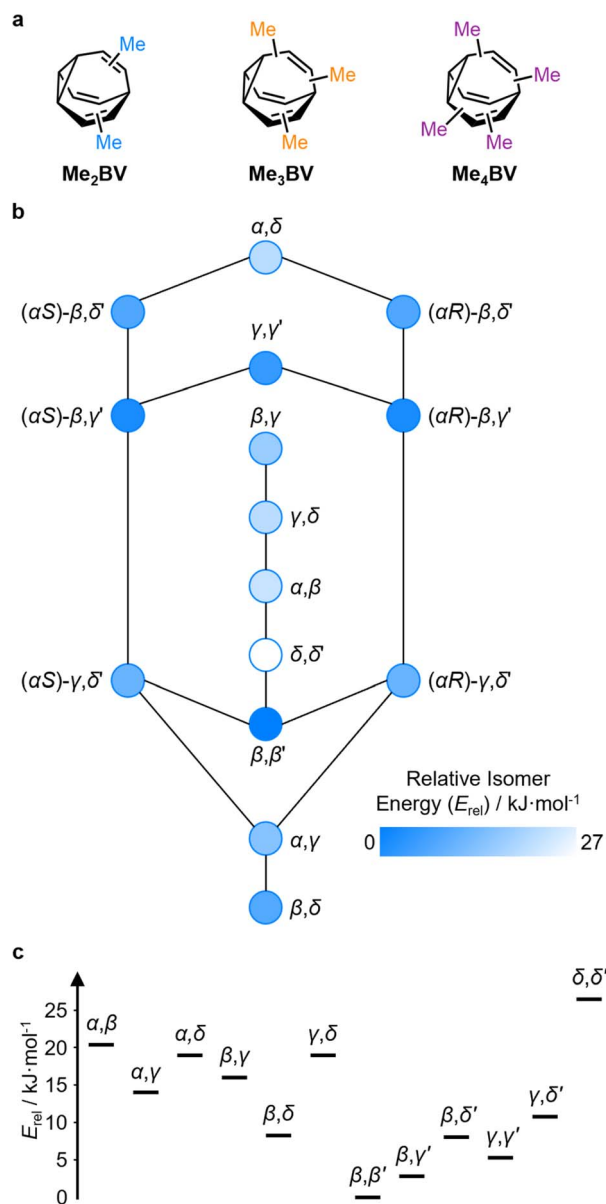 a
Me
Me
Me₂BV
Me
Me
Me
Me₃BV
Me
Me
Me
Me
Me₄BV
b
α,δ
(αS)-β,δ'
(αR)-β,δ'
γ,γ'
(αS)-β,γ'
(αR)-β,γ'
β,γ
γ,δ
α,β
δ,δ'
(αS)-γ,δ'
(αR)-γ,δ'
β,β'
Relative Isomer
Energy (Erel) / kJ·mol⁻¹
0
27
α,γ
β,δ
c
Erel / kJ·mol⁻¹
25
20
15
10
5
0
α,β
α,γ
α,δ
β,γ
β,δ
γ,δ
β,β′
β,γ′
β,δ′
γ,γ′
γ,δ′
δ,δ′